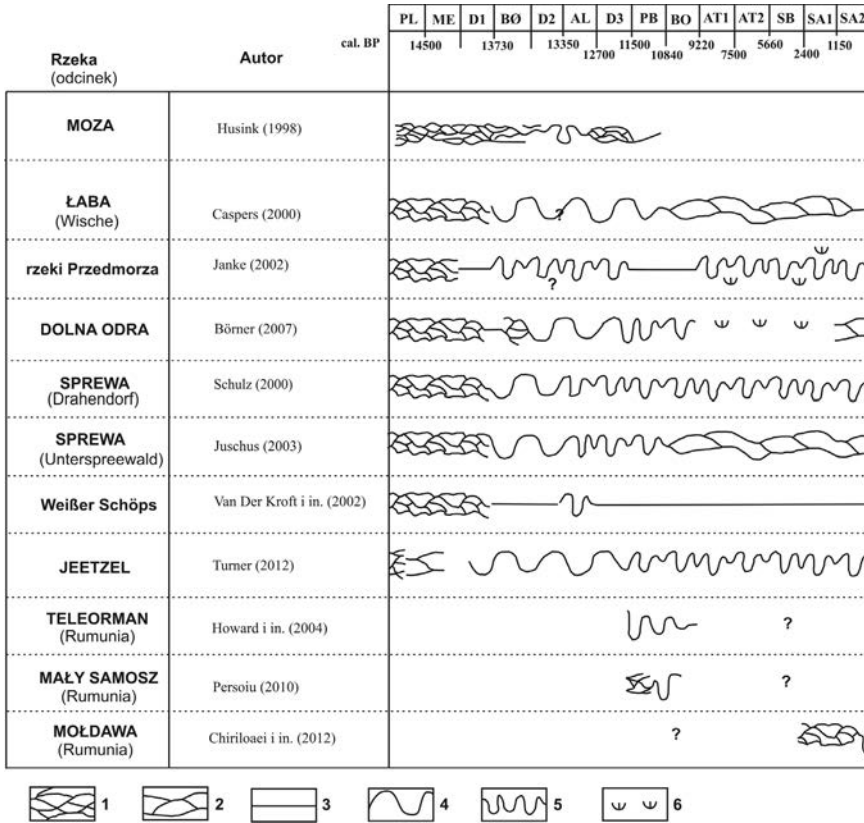 PL ME D1 BØ D2 AL D3 PB BO AT1 AT2 SB SA1 SA2
cal. BP
14500 13730 13350 12700 11500 10840 9220 7500 5660 2400 1150
Rzeka
(odcinek)
Autor
MOZA
Husink (1998)
ŁABA
(Wische)
Caspers (2000)
?
rzeki Przedmorza
Janke (2002)
?
DOLNA ODRA
Börner (2007)
SPREWA
(Drahendorf)
Schulz (2000)
SPREWA
(Unterspreewald)
Juschus (2003)
Weißer Schöps
Van Der Kroft i in. (2002)
JEETZEL
Turner (2012)
TELEORMAN
(Rumunia)
Howard i in. (2004)
?
MAŁY SAMOSZ
(Rumunia)
Persoiu (2010)
?
MOŁDAWA
(Rumunia)
Chiriloaei i in. (2012)
?
1 2 3 4 5 6